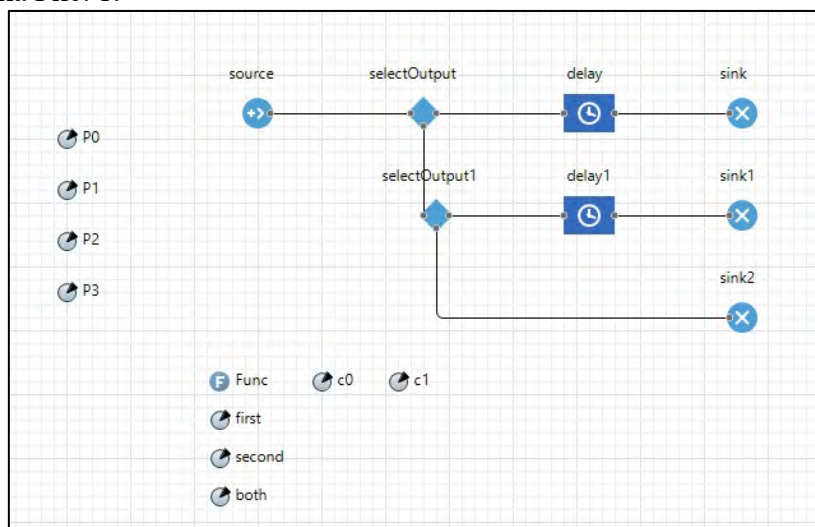 source selectOutput delay sink
P0
selectOutput1 delay1 sink1
P1
P2
sink2
P3
Func c0 c1
first
second
both